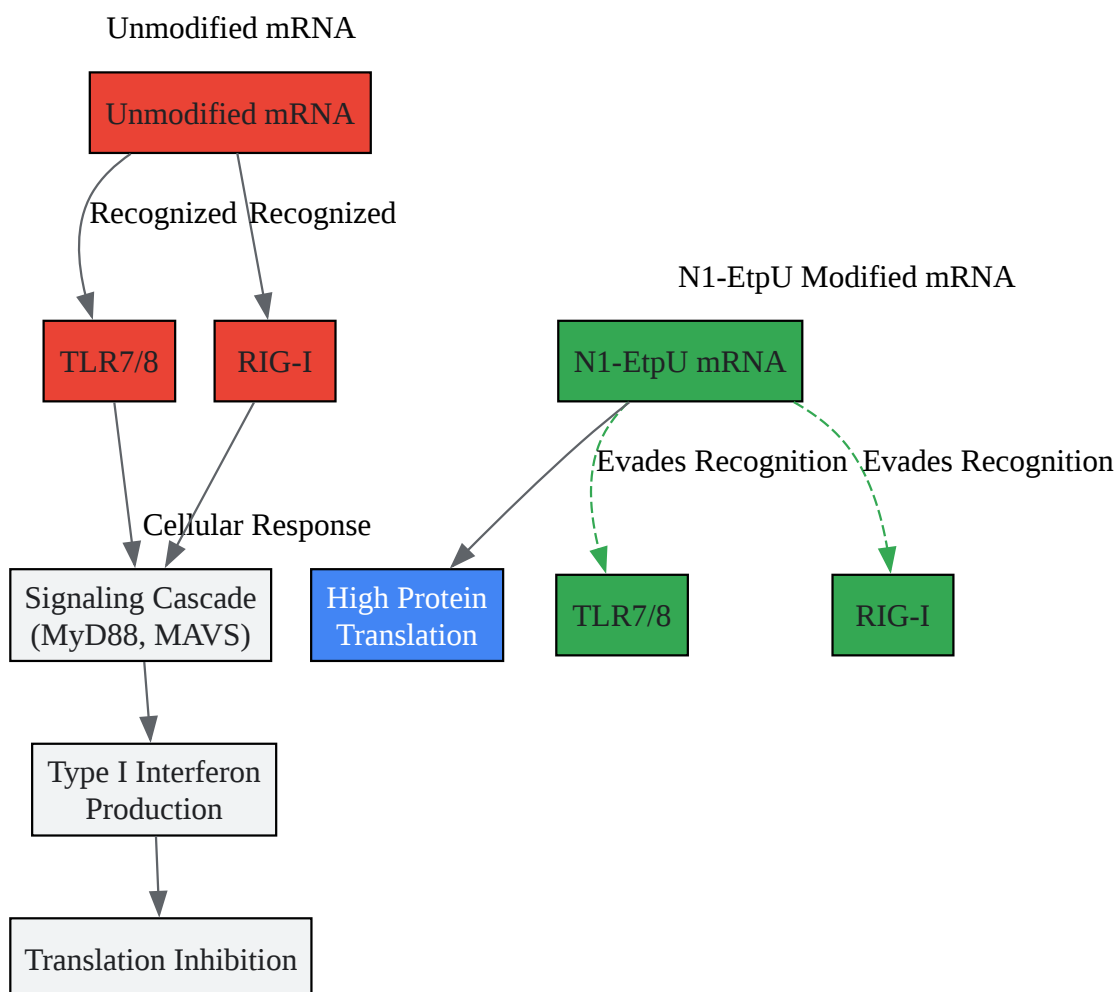 Unmodified mRNA
Unmodified mRNA
Recognized
Recognized
N1-EtpU Modified mRNA
TLR7/8
RIG-I
N1-EtpU mRNA
Evades Recognition
Evades Recognition
Cellular Response
Signaling Cascade
(MyD88, MAVS)
High Protein
Translation
TLR7/8
RIG-I
Type I Interferon
Production
Translation Inhibition